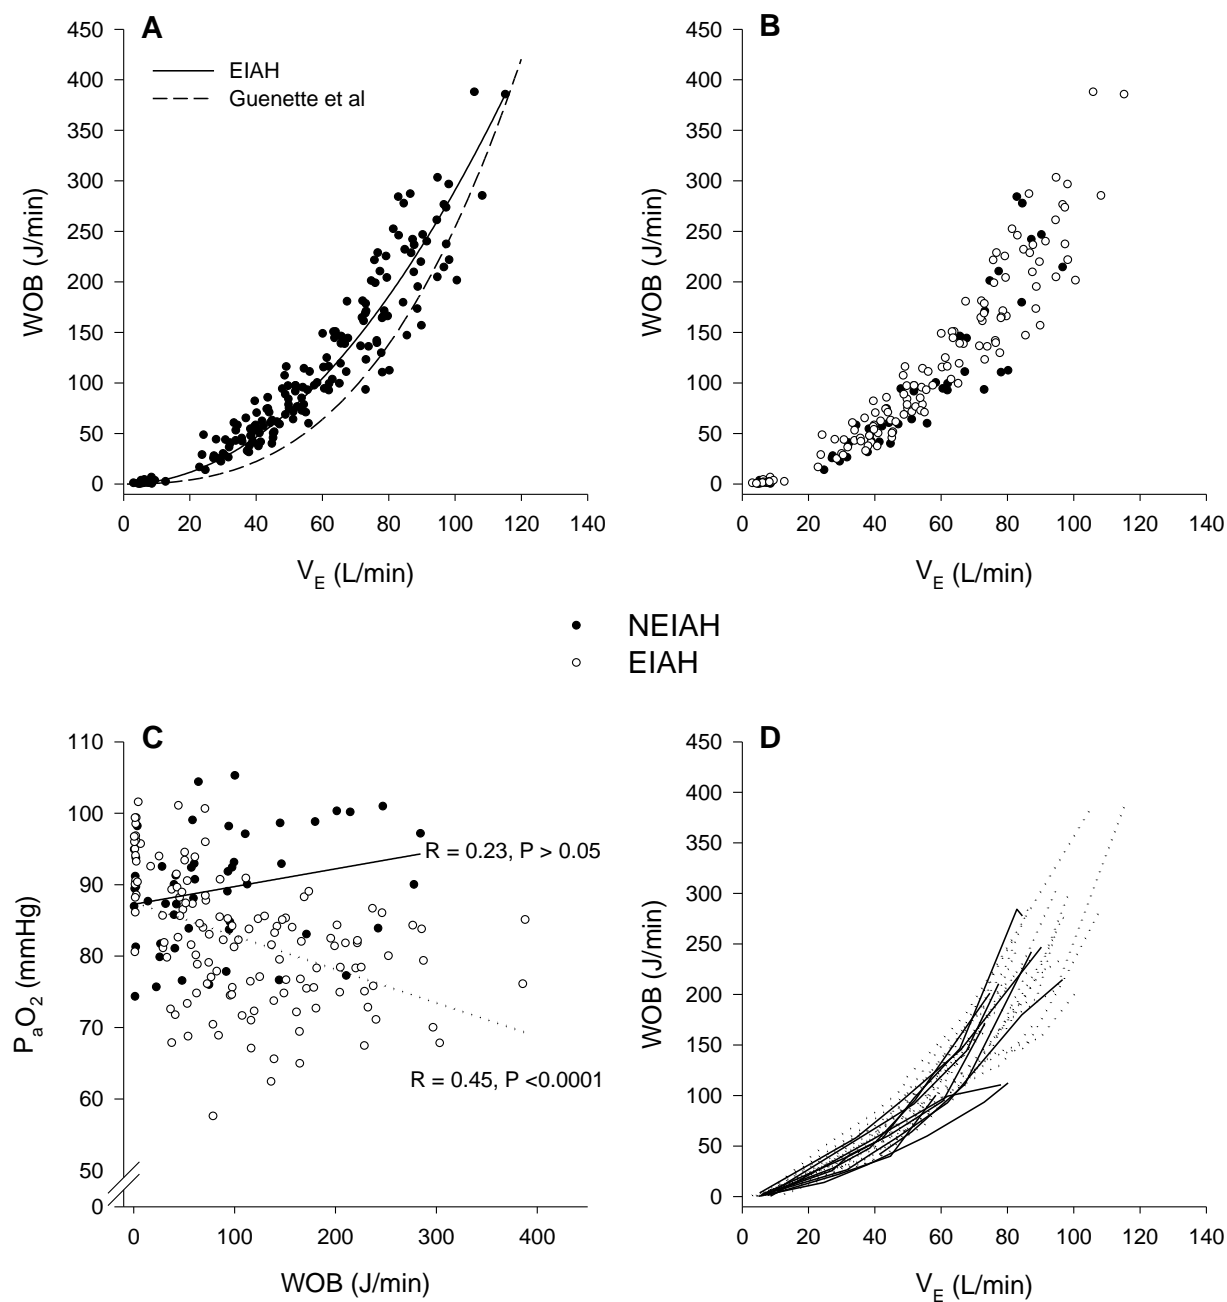 A
B
450
400
350
300
250
200
150
100
50
0
WOB (J/min)
EIAH
Guenette et al
0 20 40 60 80 100 120 140
V_E (L/min)
450
400
350
300
250
200
150
100
50
0
WOB (J/min)
0 20 40 60 80 100 120 140
V_E (L/min)
NEIAH
EIAH
C
D
110
100
90
80
70
60
50
0
P_aO_2 (mmHg)
R = 0.23, P > 0.05
R = 0.45, P <0.0001
0 100 200 300 400
WOB (J/min)
450
400
350
300
250
200
150
100
50
0
WOB (J/min)
0 20 40 60 80 100 120 140
V_E (L/min)